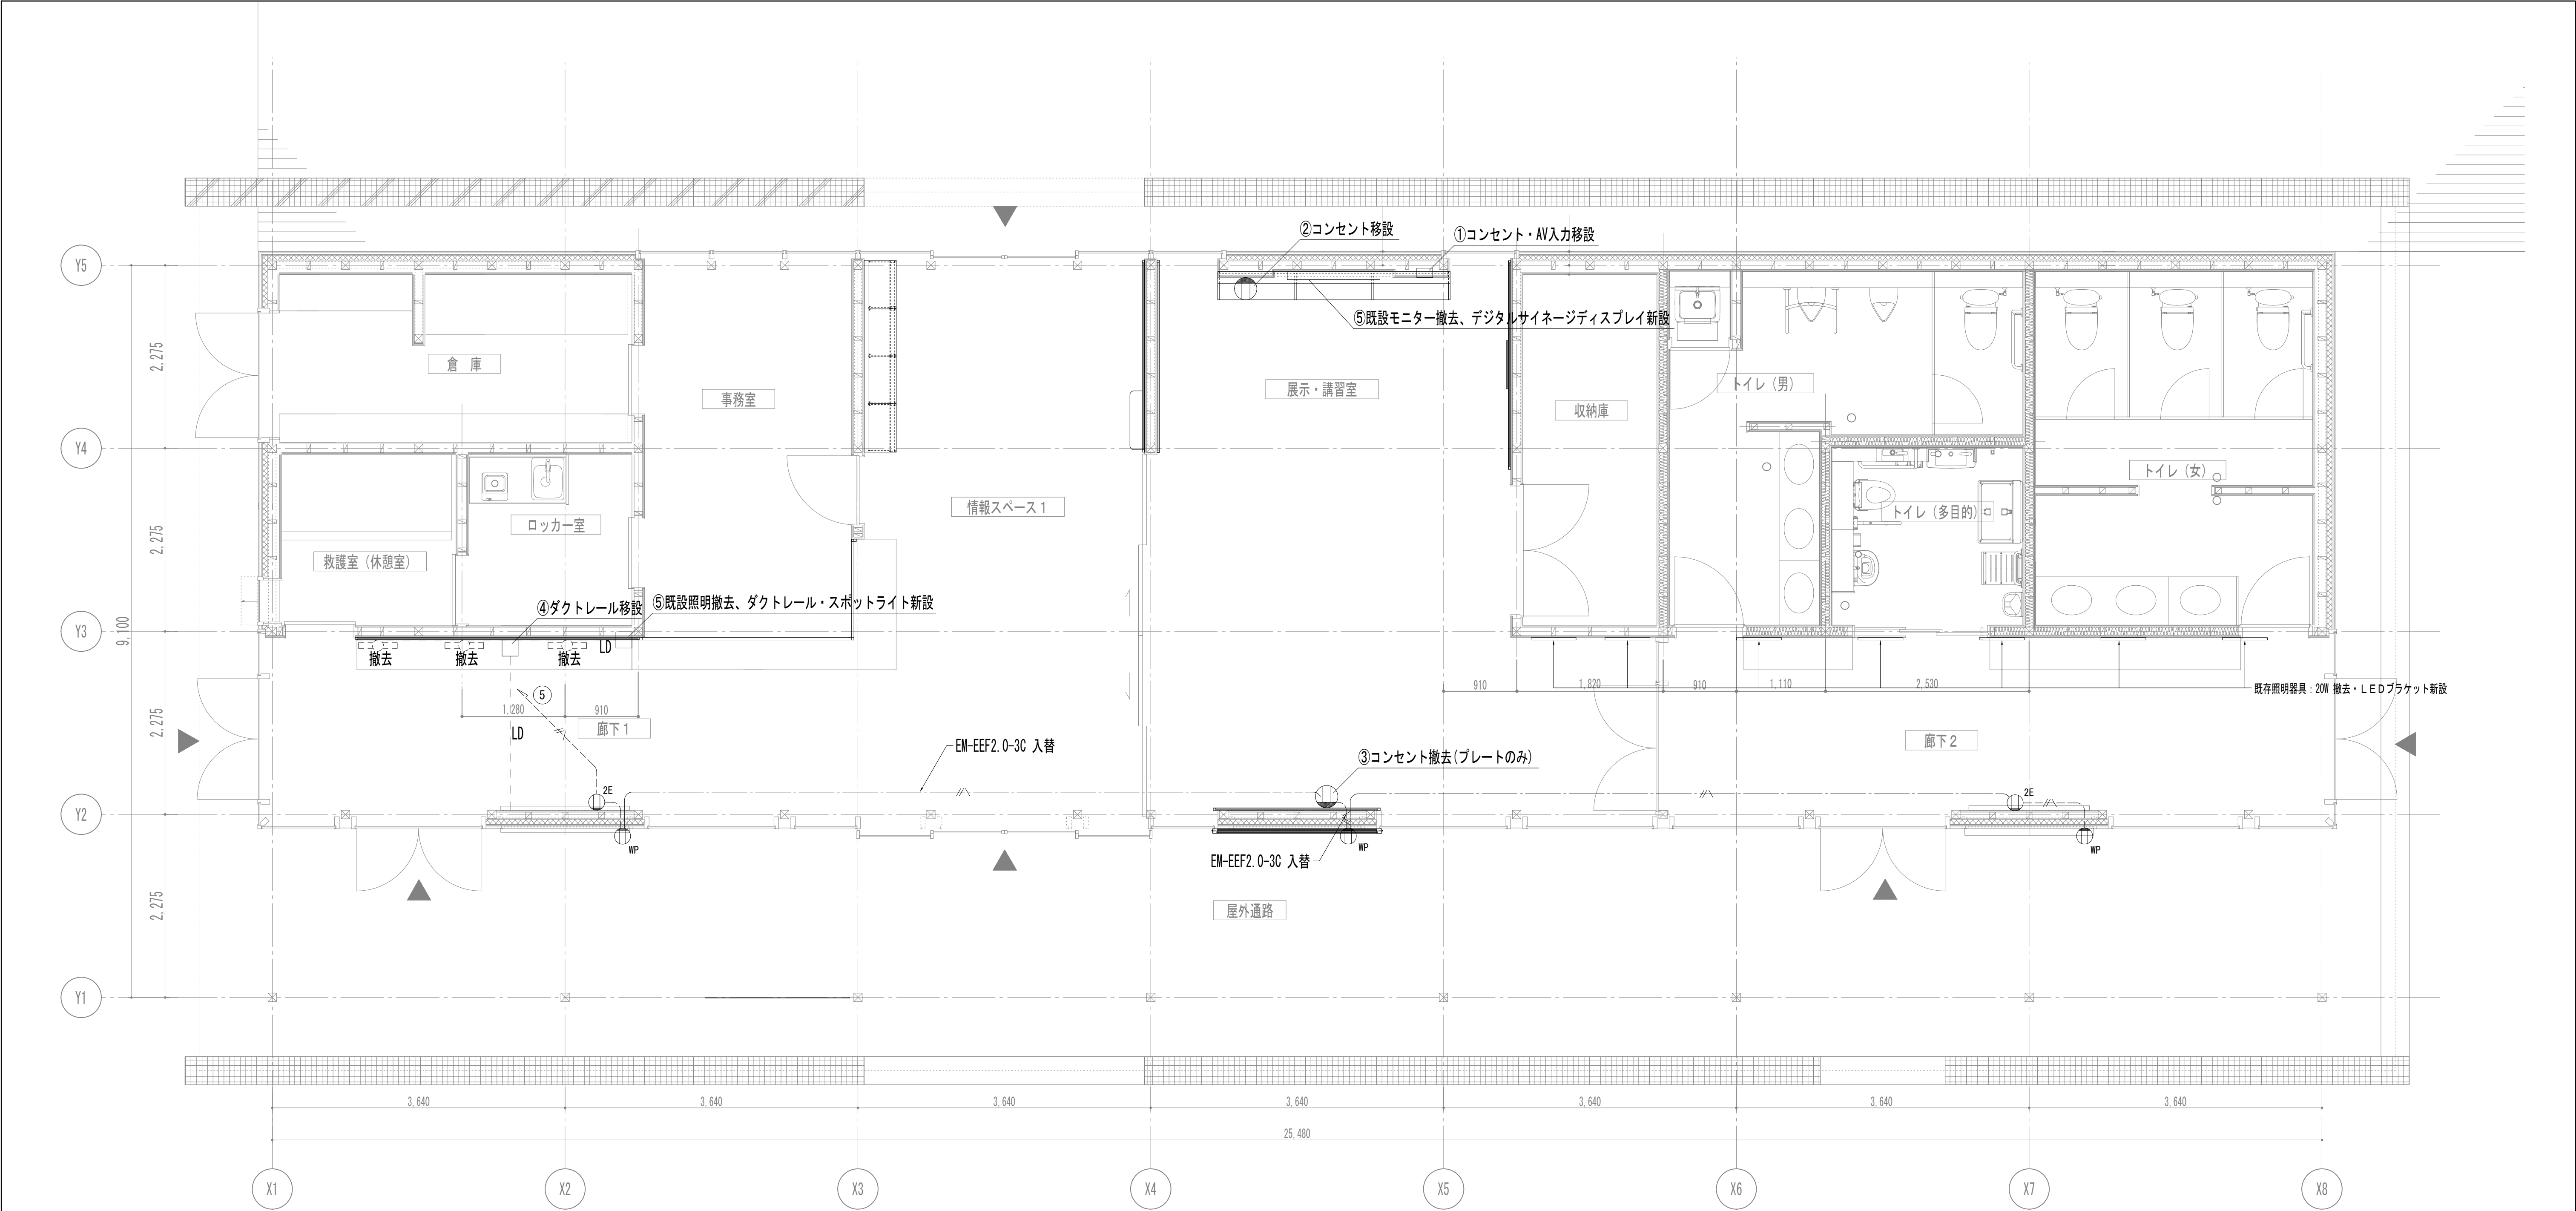 ②コンセント移設
①コンセント・AV入力移設
Y5
⑤既設モニター撤去、デジタルサイネージディスプレイ新設
2,275
倉　庫
事務室
展示・講習室
収納庫
トイレ（男）
Y4
トイレ（女）
情報スペース１
トイレ（多目的）
ロッカー室
2,275
救護室（休憩室）
④ダクトレール移設
⑤既設照明撤去、ダクトレール・スポットライト新設
Y3
9,100
撤去
撤去
撤去
LD
910
1,820
910
1,110
2,530
既存照明器具：20W 撤去・ＬＥＤブラケット新設
⑤
1,280
910
2,275
LD
廊下１
廊下２
EM-EEF2.0-3C 入替
③コンセント撤去(プレートのみ)
2E
2E
Y2
WP
WP
WP
EM-EEF2.0-3C 入替
2,275
屋外通路
Y1
3,640
3,640
3,640
3,640
3,640
3,640
3,640
25,480
X1
X2
X3
X4
X5
X6
X7
X8